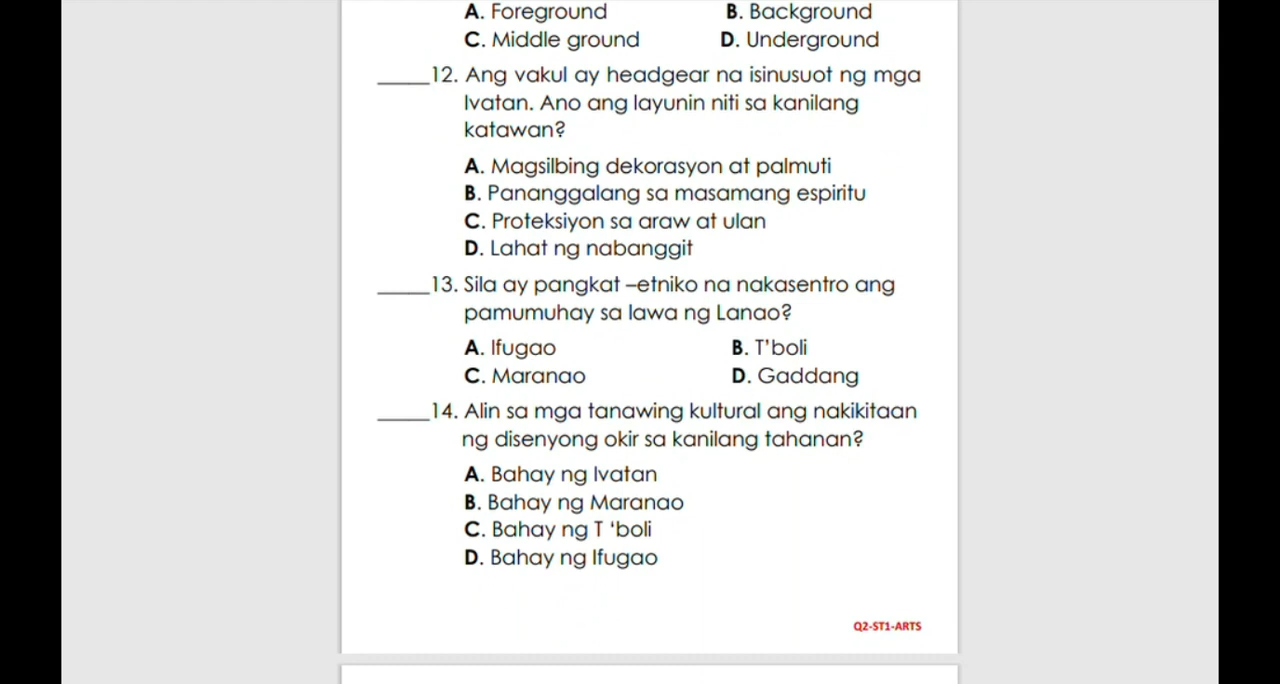 A. Foreground B. Background
C. Middle ground D. Underground
_____12. Ang vakul ay headgear na isinusuot ng mga
Ivatan. Ano ang layunin niti sa kanilang
katawan?
A. Magsilbing dekorasyon at palmuti
B. Pananggalang sa masamang espiritu
C. Proteksiyon sa araw at ulan
D. Lahat ng nabanggit
_____13. Sila ay pangkat –etniko na nakasentro ang
pamumuhay sa lawa ng Lanao?
A. Ifugao B. T'boli
C. Maranao D. Gaddang
_____14. Alin sa mga tanawing kultural ang nakikitaan
ng disenyong okir sa kanilang tahanan?
A. Bahay ng Ivatan
B. Bahay ng Maranao
C. Bahay ng T ‘boli
D. Bahay ng Ifugao
Q2-ST1-ARTS